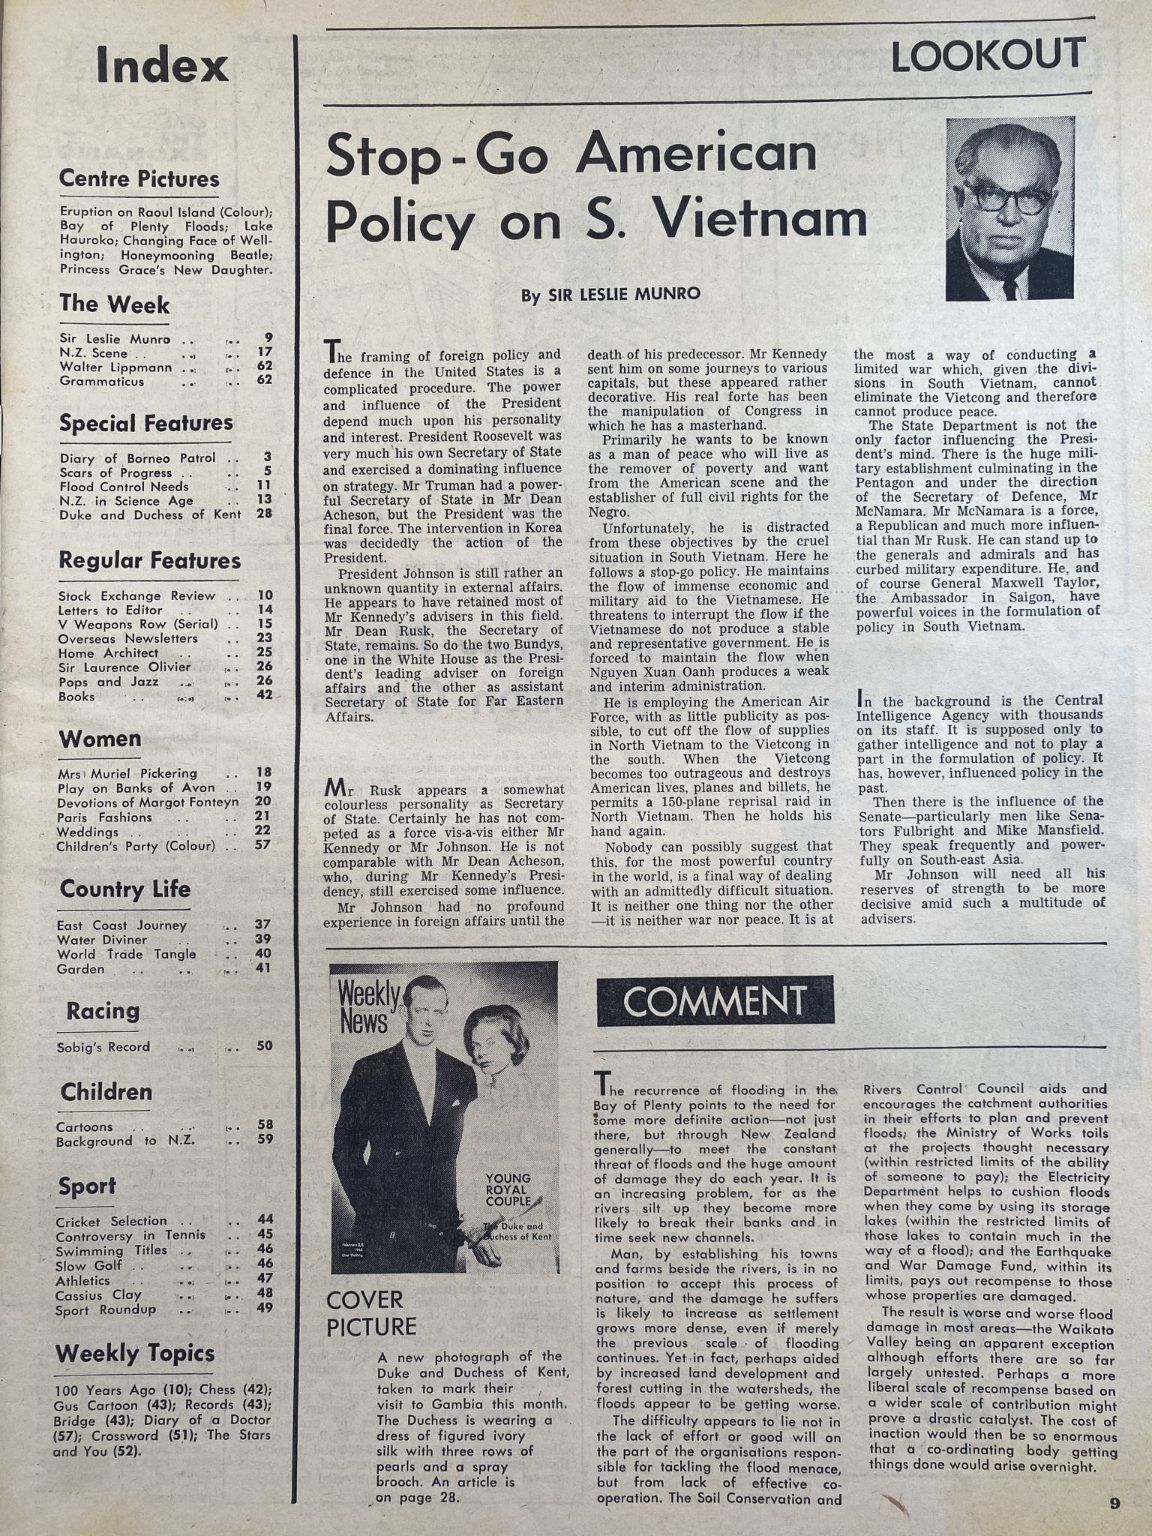 Index
Centre Pictures
Eruption on Raoul Island (Colour);
Bay of Plenty Floods; Lake
Hauroko; Changing Face of Well-
ington; Honeymooning Beatle;
Princess Grace's New Daughter.
The Week
Sir Leslie Munro . . . . 9
N.Z. Scene . . . . 17
Walter Lippmann . . . . 62
Grammaticus . . . . 62
Special Features
Diary of Borneo Patrol . . 3
Scars of Progress . . . . 5
Flood Control Needs . . 11
N.Z. in Science Age . . 13
Duke and Duchess of Kent 28
Regular Features
Stock Exchange Review . . 10
Letters to Editor . . . . 14
V Weapons Row (Serial) . . 15
Overseas Newsletters . . 23
Home Architect . . . . 25
Sir Laurence Olivier . . 26
Pops and Jazz . . . . 26
Books . . . . . . 42
Women
Mrs Muriel Pickering . . 18
Play on Banks of Avon . . 19
Devotions of Margot Fonteyn 20
Paris Fashions . . . . 21
Weddings . . . . . . 22
Children's Party (Colour) . . 57
Country Life
East Coast Journey . . 37
Water Diviner . . . . 39
World Trade Tangle . . 40
Garden . . . . . . 41
Racing
Sobig's Record . . . . 50
Children
Cartoons . . . . . . 58
Background to N.Z. . . 59
Sport
Cricket Selection . . . . 44
Controversy in Tennis . . 45
Swimming Titles . . . . 46
Slow Golf . . . . . . 46
Athletics . . . . . . 47
Cassius Clay . . . . 48
Sport Roundup . . . . 49
Weekly Topics
100 Years Ago (10); Chess (42);
Gus Cartoon (43); Records (43);
Bridge (43); Diary of a Doctor
(57); Crossword (51); The Stars
and You (52).
LOOKOUT
Stop-Go American
Policy on S. Vietnam
By SIR LESLIE MUNRO
The framing of foreign policy and
defence in the United States is a
complicated procedure. The power
and influence of the President
depend much upon his personality
and interest. President Roosevelt was
very much his own Secretary of State
and exercised a dominating influence
on strategy. Mr Truman had a power-
ful Secretary of State in Mr Dean
Acheson, but the President was the
final force. The intervention in Korea
was decidedly the action of the
President.
President Johnson is still rather an
unknown quantity in external affairs.
He appears to have retained most of
Mr Kennedy's advisers in this field.
Mr Dean Rusk, the Secretary of
State, remains. So do the two Bundys,
one in the White House as the Presi-
dent's leading adviser on foreign
affairs and the other as assistant
Secretary of State for Far Eastern
Affairs.
Mr Rusk appears a somewhat
colourless personality as Secretary
of State. Certainly he has not com-
peted as a force vis-a-vis either Mr
Kennedy or Mr Johnson. He is not
comparable with Mr Dean Acheson,
who, during Mr Kennedy's Presi-
dency, still exercised some influence.
Mr Johnson had no profound
experience in foreign affairs until the
death of his predecessor. Mr Kennedy
sent him on some journeys to various
capitals, but these appeared rather
decorative. His real forte has been
the manipulation of Congress in
which he has a masterhand.
Primarily he wants to be known
as a man of peace who will live as
the remover of poverty and want
from the American scene and the
establisher of full civil rights for the
Negro.
Unfortunately, he is distracted
from these objectives by the cruel
situation in South Vietnam. Here he
follows a stop-go policy. He maintains
the flow of immense economic and
military aid to the Vietnamese. He
threatens to interrupt the flow if the
Vietnamese do not produce a stable
and representative government. He is
forced to maintain the flow when
Nguyen Xuan Oanh produces a weak
and interim administration.
He is employing the American Air
Force, with as little publicity as pos-
sible, to cut off the flow of supplies
in North Vietnam to the Vietcong in
the south. When the Vietcong
becomes too outrageous and destroys
American lives, planes and billets, he
permits a 150-plane reprisal raid in
North Vietnam. Then he holds his
hand again.
Nobody can possibly suggest that
this, for the most powerful country
in the world, is a final way of dealing
with an admittedly difficult situation.
It is neither one thing nor the other
—it is neither war nor peace. It is at
the most a way of conducting a
limited war which, given the divi-
sions in South Vietnam, cannot
eliminate the Vietcong and therefore
cannot produce peace.
The State Department is not the
only factor influencing the Presi-
dent's mind. There is the huge mili-
tary establishment culminating in the
Pentagon and under the direction
of the Secretary of Defence, Mr
McNamara. Mr McNamara is a force,
a Republican and much more influen-
tial than Mr Rusk. He can stand up to
the generals and admirals and has
curbed military expenditure. He, and
of course General Maxwell Taylor,
the Ambassador in Saigon, have
powerful voices in the formulation of
policy in South Vietnam.
In the background is the Central
Intelligence Agency with thousands
on its staff. It is supposed only to
gather intelligence and not to play a
part in the formulation of policy. It
has, however, influenced policy in the
past.
Then there is the influence of the
Senate—particularly men like Sena-
tors Fulbright and Mike Mansfield.
They speak frequently and power-
fully on South-east Asia.
Mr Johnson will need all his
reserves of strength to be more
decisive amid such a multitude of
advisers.
Weekly
News
YOUNG
ROYAL
COUPLE
The Duke and
Duchess of Kent
COVER
PICTURE
A new photograph of the
Duke and Duchess of Kent,
taken to mark their
visit to Gambia this month.
The Duchess is wearing a
dress of figured ivory
silk with three rows of
pearls and a spray
brooch. An article is
on page 28.
COMMENT
The recurrence of flooding in the
Bay of Plenty points to the need for
some more definite action—not just
there, but through New Zealand
generally—to meet the constant
threat of floods and the huge amount
of damage they do each year. It is
an increasing problem, for as the
rivers silt up they become more
likely to break their banks and in
time seek new channels.
Man, by establishing his towns
and farms beside the rivers, is in no
position to accept this process of
nature, and the damage he suffers
is likely to increase as settlement
grows more dense, even if merely
the previous scale of flooding
continues. Yet in fact, perhaps aided
by increased land development and
forest cutting in the watersheds, the
floods appear to be getting worse.
The difficulty appears to lie not in
the lack of effort or good will on
the part of the organisations respon-
sible for tackling the flood menace,
but from lack of effective co-
operation. The Soil Conservation and
Rivers Control Council aids and
encourages the catchment authorities
in their efforts to plan and prevent
floods; the Ministry of Works toils
at the projects thought necessary
(within restricted limits of the ability
of someone to pay); the Electricity
Department helps to cushion floods
when they come by using its storage
lakes (within the restricted limits of
those lakes to contain much in the
way of a flood); and the Earthquake
and War Damage Fund, within its
limits, pays out recompense to those
whose properties are damaged.
The result is worse and worse flood
damage in most areas—the Waikato
Valley being an apparent exception
although efforts there are so far
largely untested. Perhaps a more
liberal scale of recompense based on
a wider scale of contribution might
prove a drastic catalyst. The cost of
inaction would then be so enormous
that a co-ordinating body getting
things done would arise overnight.
9